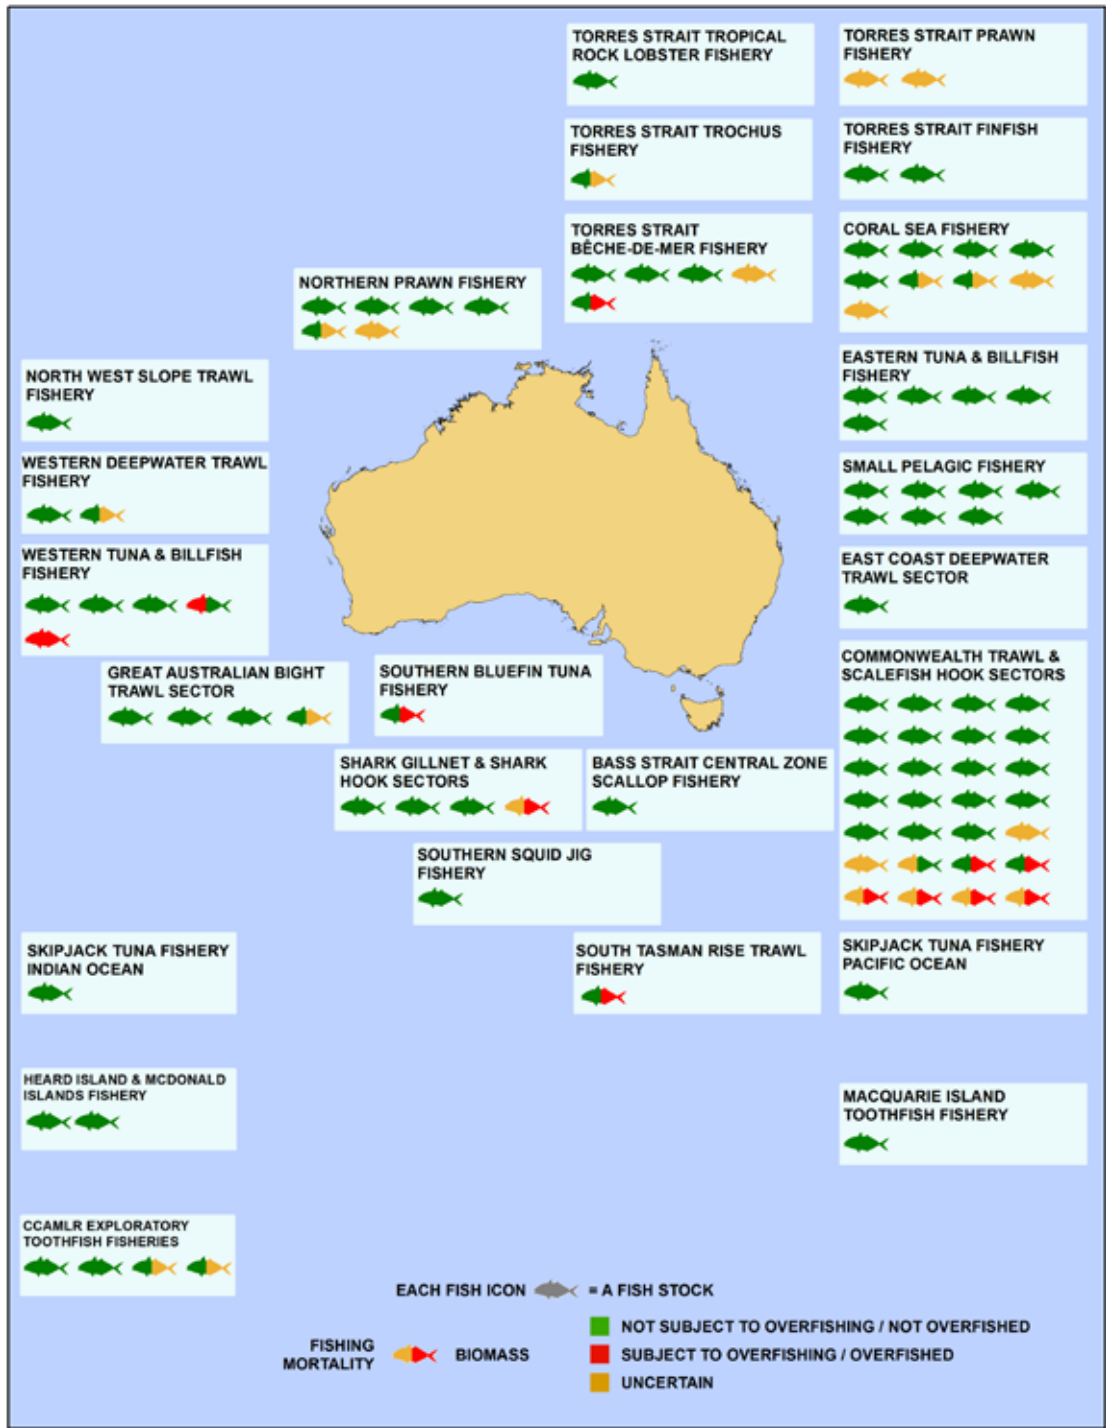 TORRES STRAIT TROPICAL
ROCK LOBSTER FISHERY
TORRES STRAIT PRAWN
FISHERY
TORRES STRAIT TROCHUS
FISHERY
TORRES STRAIT FINFISH
FISHERY
TORRES STRAIT
BÊCHE-DE-MER FISHERY
CORAL SEA FISHERY
NORTHERN PRAWN FISHERY
NORTH WEST SLOPE TRAWL
FISHERY
EASTERN TUNA & BILLFISH
FISHERY
WESTERN DEEPWATER TRAWL
FISHERY
SMALL PELAGIC FISHERY
WESTERN TUNA & BILLFISH
FISHERY
EAST COAST DEEPWATER
TRAWL SECTOR
GREAT AUSTRALIAN BIGHT
TRAWL SECTOR
SOUTHERN BLUEFIN TUNA
FISHERY
COMMONWEALTH TRAWL &
SCALEFISH HOOK SECTORS
SHARK GILLNET & SHARK
HOOK SECTORS
BASS STRAIT CENTRAL ZONE
SCALLOP FISHERY
SOUTHERN SQUID JIG
FISHERY
SKIPJACK TUNA FISHERY
INDIAN OCEAN
SOUTH TASMAN RISE TRAWL
FISHERY
SKIPJACK TUNA FISHERY
PACIFIC OCEAN
HEARD ISLAND & MCDONALD
ISLANDS FISHERY
MACQUARIE ISLAND
TOOTHFISH FISHERY
CCAMLR EXPLORATORY
TOOTHFISH FISHERIES
EACH FISH ICON = A FISH STOCK
FISHING
MORTALITY
BIOMASS
NOT SUBJECT TO OVERFISHING / NOT OVERFISHED
SUBJECT TO OVERFISHING / OVERFISHED
UNCERTAIN